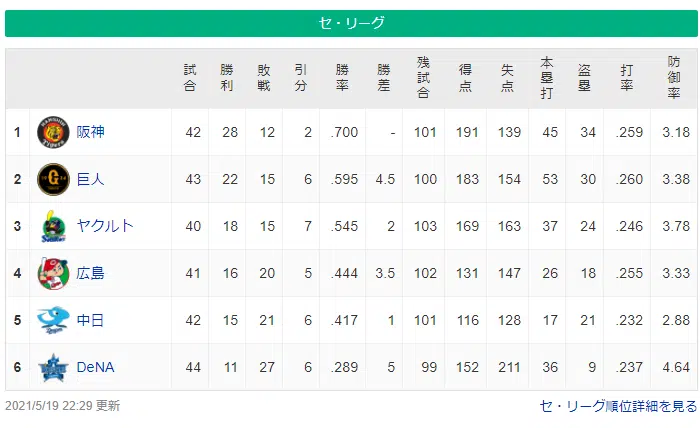 セ・リーグ
試合 勝利 敗戦 引分 勝率 勝差 残試合 得点 失点 本塁打 盗塁 打率 防御率
1 阪神 42 28 12 2 .700 - 101 191 139 45 34 .259 3.18
2 巨人 43 22 15 6 .595 4.5 100 183 154 53 30 .260 3.38
3 ヤクルト 40 18 15 7 .545 2 103 169 163 37 24 .246 3.78
4 広島 41 16 20 5 .444 3.5 102 131 147 26 18 .255 3.33
5 中日 42 15 21 6 .417 1 101 116 128 17 21 .232 2.88
6 DeNA 44 11 27 6 .289 5 99 152 211 36 9 .237 4.64
2021/5/19 22:29 更新 セ・リーグ順位詳細を見る